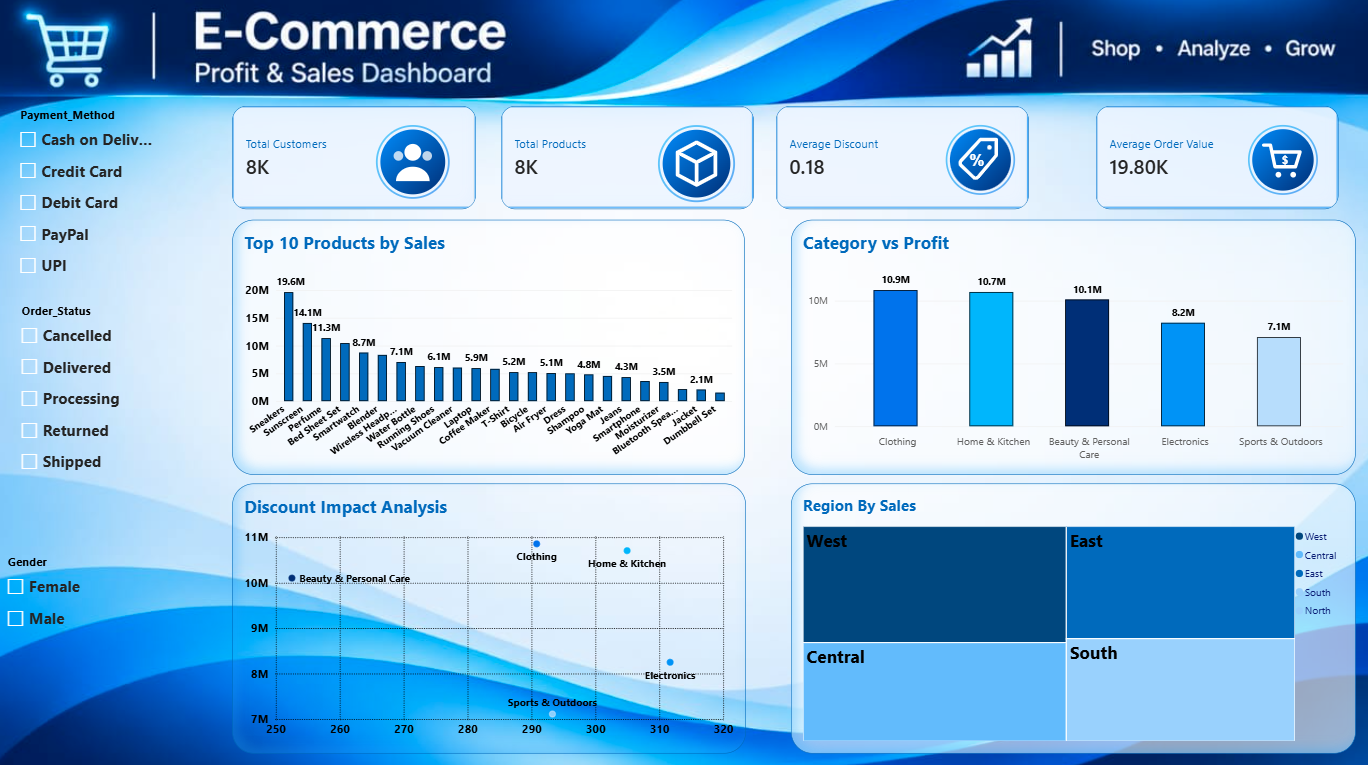 E-Commerce
Profit & Sales Dashboard
Shop • Analyze • Grow
Payment_Method
Cash on Deliv...
Credit Card
Debit Card
PayPal
UPI
Order_Status
Cancelled
Delivered
Processing
Returned
Shipped
Gender
Female
Male
Total Customers
8K
Total Products
8K
Average Discount
0.18
%
Average Order Value
19.80K
$
Top 10 Products by Sales
20M
15M
10M
5M
0M
19.6M
14.1M
11.3M
8.7M
7.1M
6.1M
5.9M
5.2M
5.1M
4.8M
4.3M
3.5M
2.1M
Sneakers
Sunscreen
Perfume
Bed Sheet Set
Smartwatch
Blender
Wireless Headp...
Water Bottle
Running Shoes
Vacuum Cleaner
Laptop
Coffee Maker
T-Shirt
Bicycle
Air Fryer
Dress
Shampoo
Yoga Mat
Jeans
Smartphone
Moisturizer
Bluetooth Spea...
Jacket
Dumbbell Set
Category vs Profit
10M
5M
0M
10.9M
10.7M
10.1M
8.2M
7.1M
Clothing
Home & Kitchen
Beauty & Personal
Care
Electronics
Sports & Outdoors
Discount Impact Analysis
11M
10M
9M
8M
7M
Clothing
Home & Kitchen
Beauty & Personal Care
Electronics
Sports & Outdoors
250
260
270
280
290
300
310
320
Region By Sales
West
East
Central
South
West
Central
East
South
North